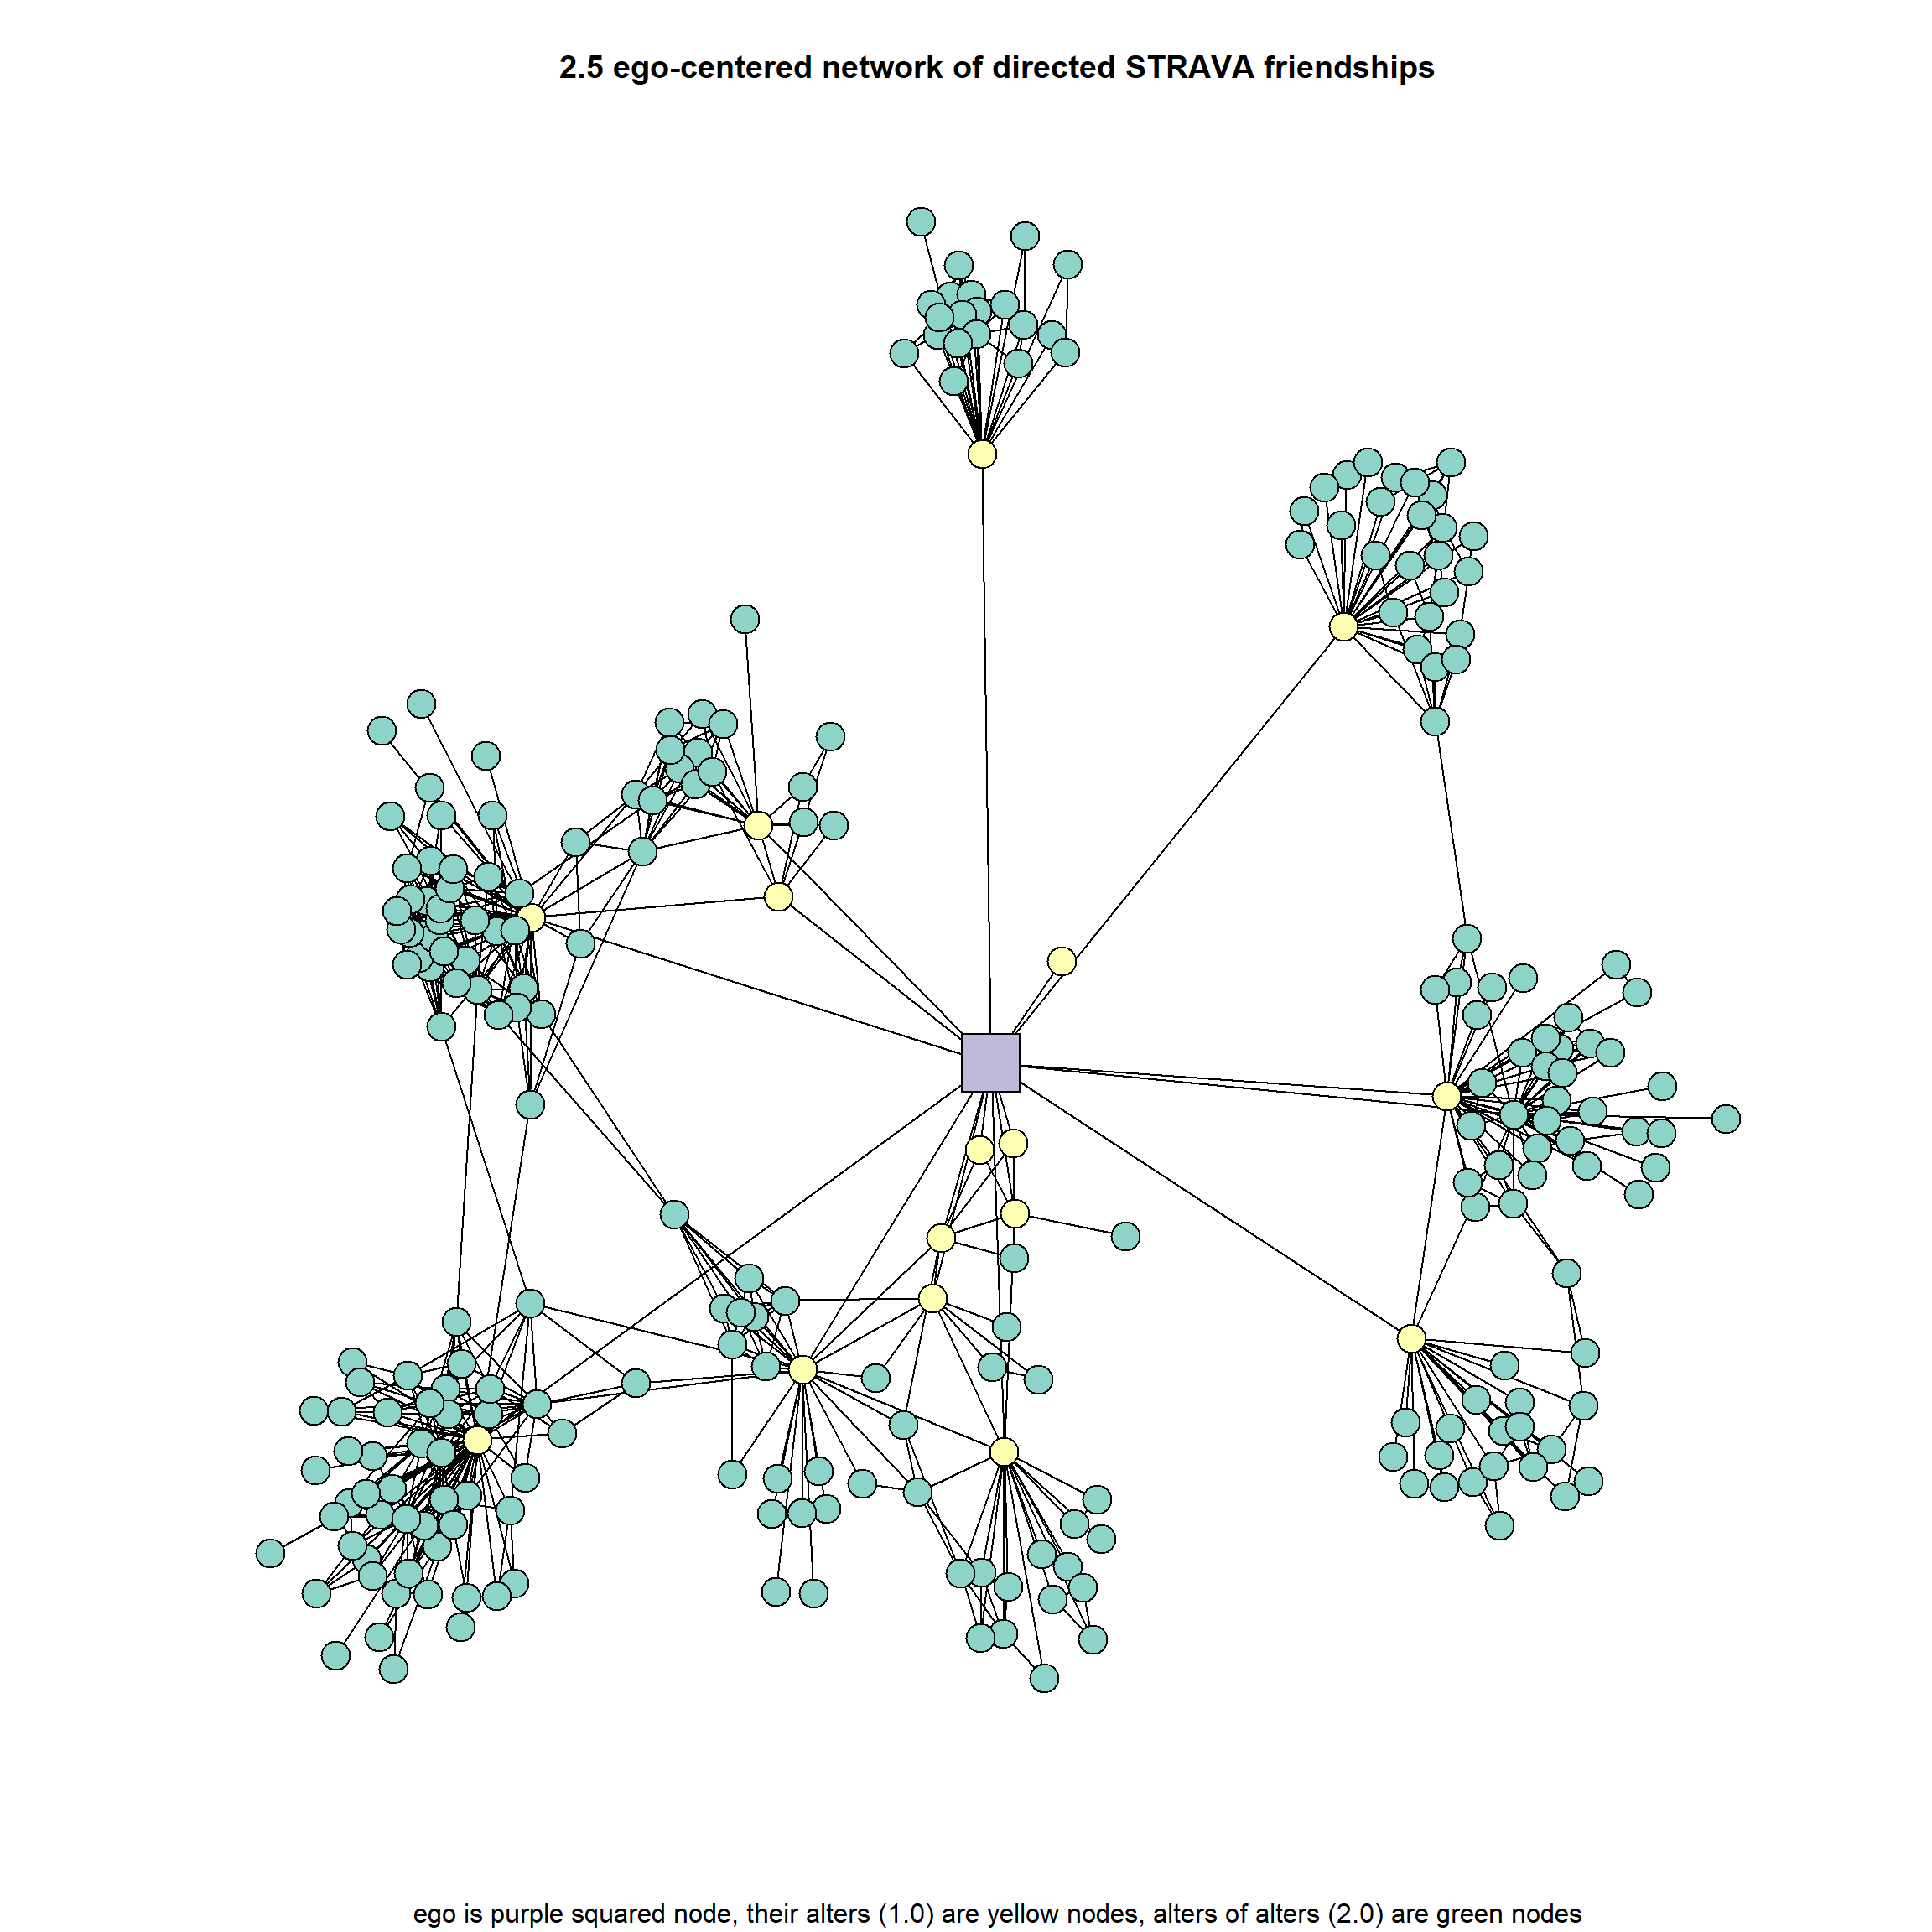 2.5 ego-centered network of directed STRAVA friendships
ego is purple squared node, their alters (1.0) are yellow nodes, alters of alters (2.0) are green nodes